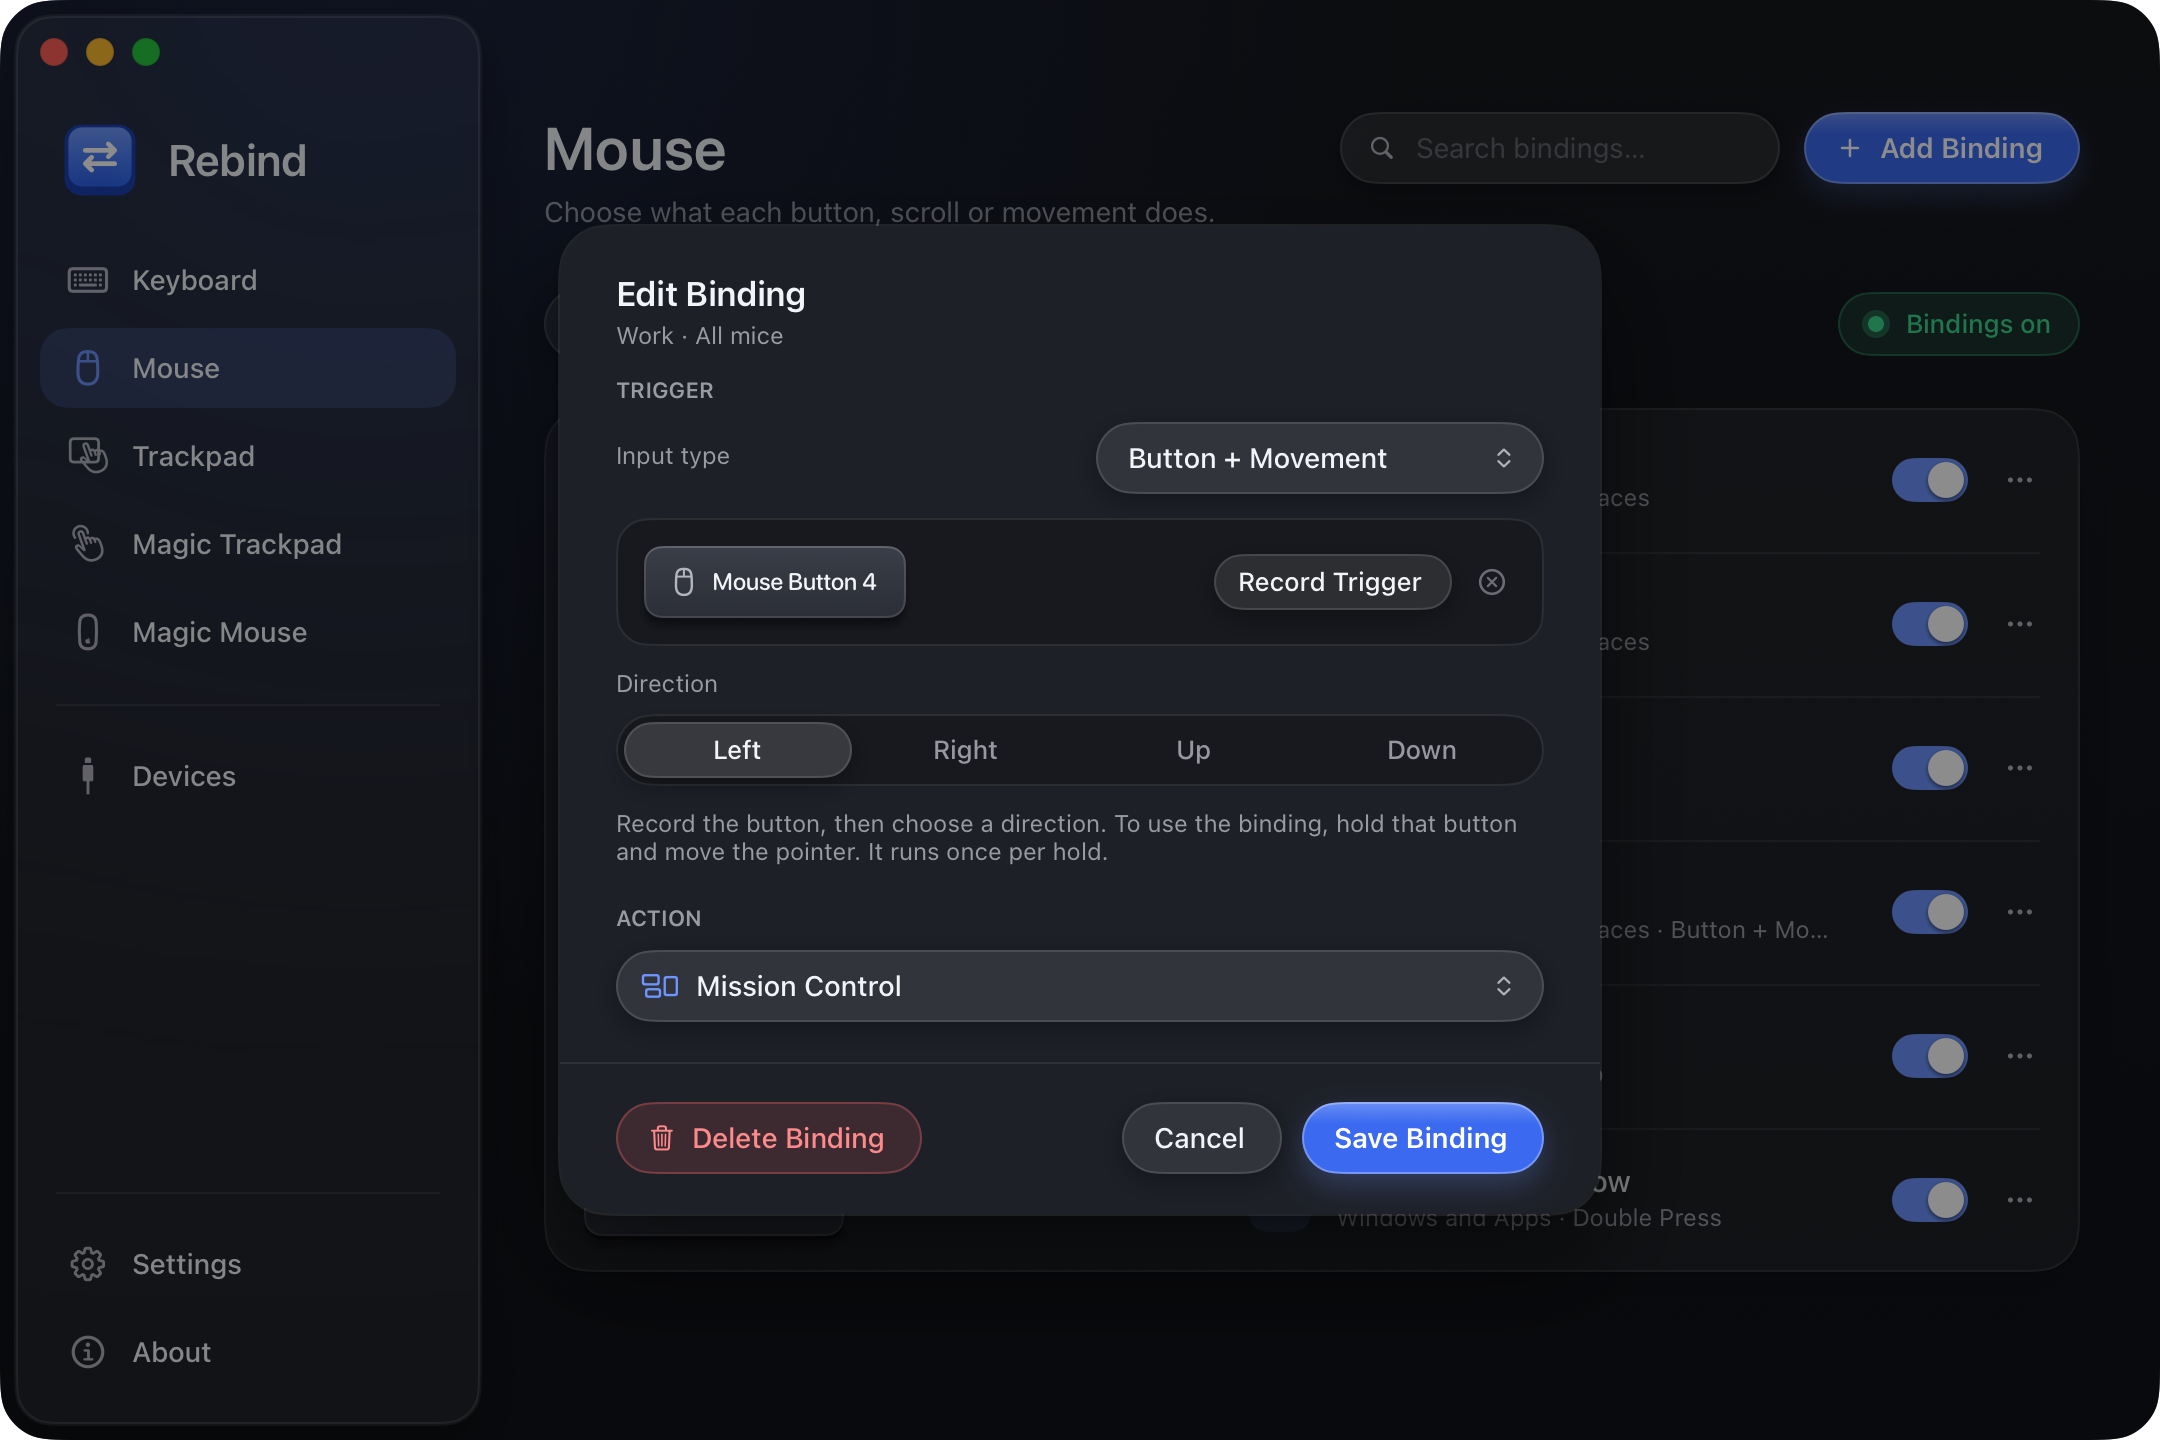 Rebind
Keyboard
Mouse
Trackpad
Magic Trackpad
Magic Mouse
Devices
Settings
About
Mouse
Choose what each button, scroll or movement does.
Search bindings...
+ Add Binding
Bindings on
Edit Binding
Work · All mice
TRIGGER
Input type
Button + Movement
Mouse Button 4
Record Trigger
Direction
Left
Right
Up
Down
Record the button, then choose a direction. To use the binding, hold that button
and move the pointer. It runs once per hold.
ACTION
Mission Control
Delete Binding
Cancel
Save Binding
aces
aces
aces · Button + Mo...
ow
Windows and Apps · Double Press